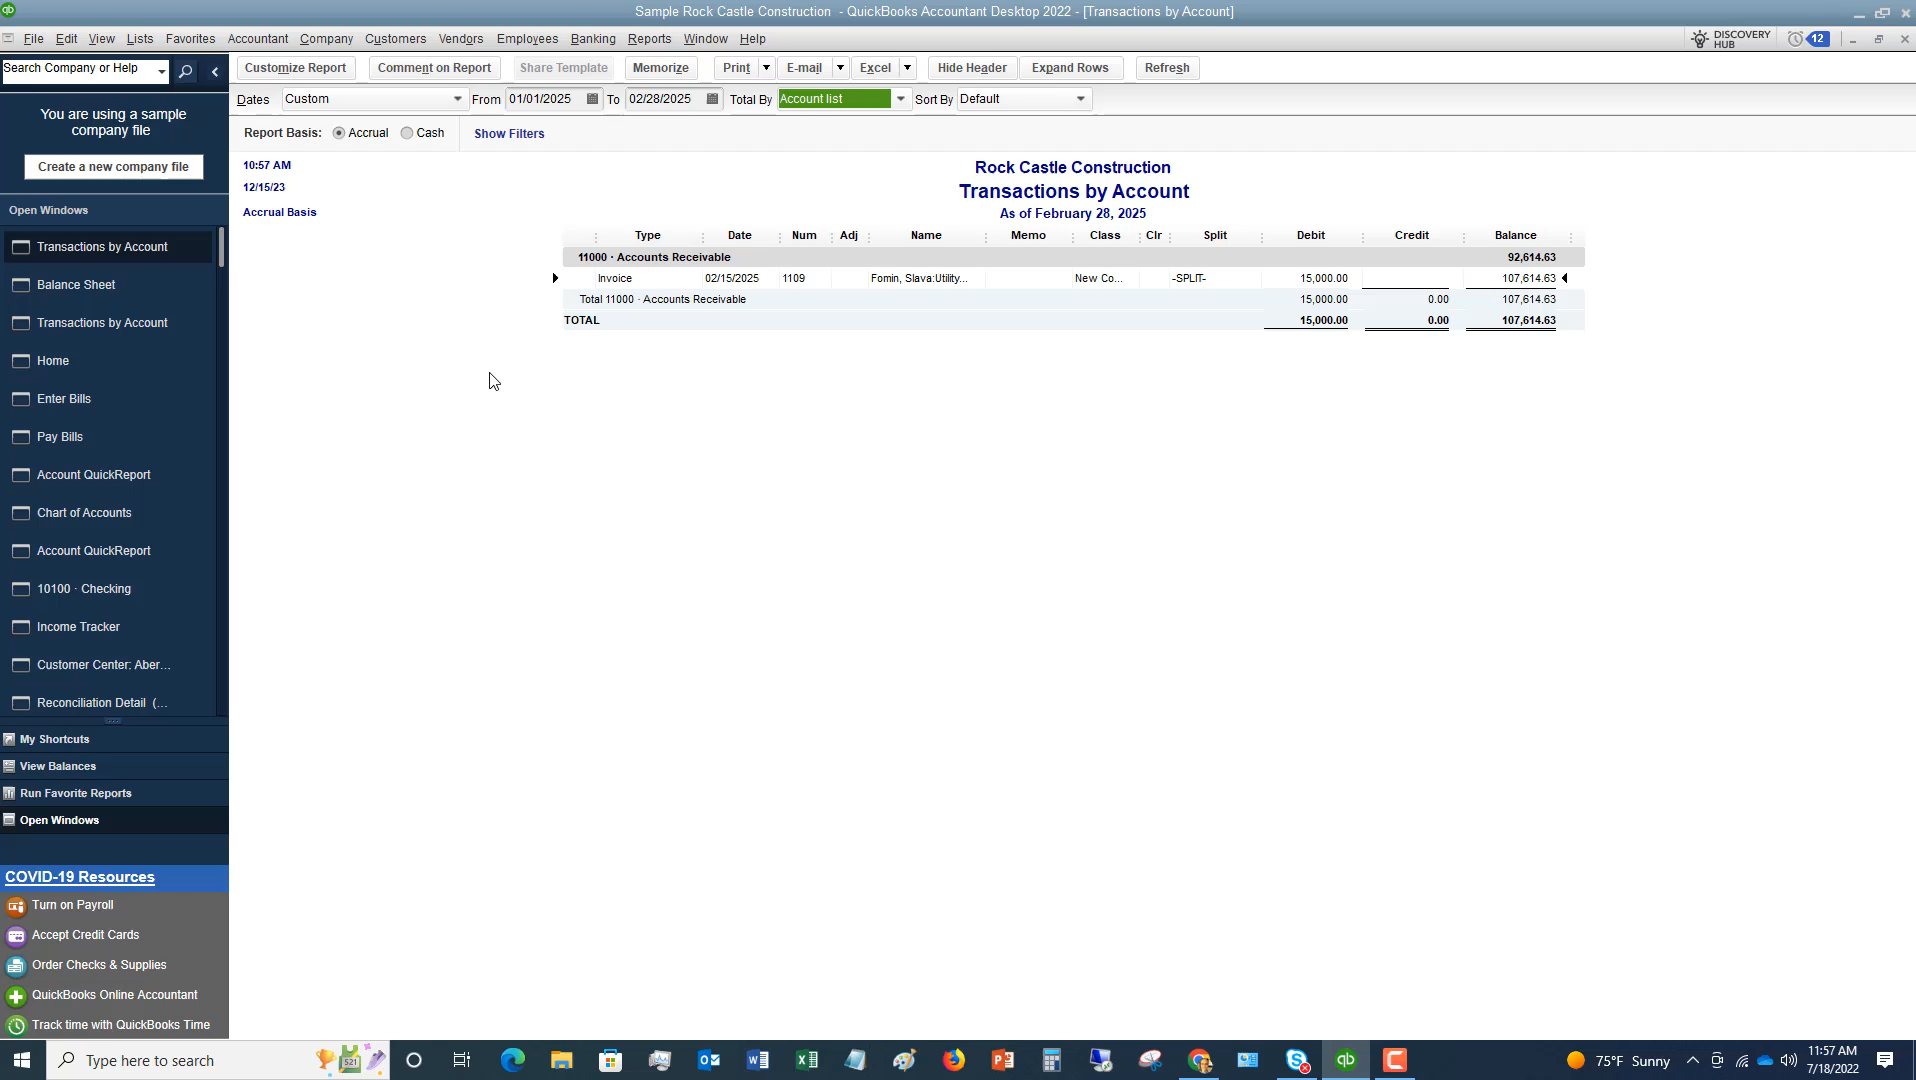 Sample Rock Castle Construction - QuickBooks Accountant Desktop 2022 - [Transactions by Account]
File Edit View Lists Favorites Accountant Company Customers Vendors Employees Banking Reports Window Help
DISCOVERY HUB 12
Search Company or Help
Customize Report Comment on Report Share Template Memorize Print E-mail Excel Hide Header Expand Rows Refresh
Dates Custom From 01/01/2025 To 02/28/2025 Total By Account list Sort By Default
Report Basis: Accrual Cash Show Filters
You are using a sample
company file
Create a new company file
Open Windows
Transactions by Account
Balance Sheet
Transactions by Account
Home
Enter Bills
Pay Bills
Account QuickReport
Chart of Accounts
Account QuickReport
10100 · Checking
Income Tracker
Customer Center: Aber...
Reconciliation Detail (...
My Shortcuts
View Balances
Run Favorite Reports
Open Windows
COVID-19 Resources
Turn on Payroll
Accept Credit Cards
Order Checks & Supplies
QuickBooks Online Accountant
Track time with QuickBooks Time
10:57 AM
12/15/23
Accrual Basis
Rock Castle Construction
Transactions by Account
As of February 28, 2025
Type Date Num Adj Name Memo Class Clr Split Debit Credit Balance
11000 · Accounts Receivable 92,614.63
Invoice 02/15/2025 1109 Fomin, Slava:Utility... New Co... -SPLIT- 15,000.00 107,614.63
Total 11000 · Accounts Receivable 15,000.00 0.00 107,614.63
TOTAL 15,000.00 0.00 107,614.63
Type here to search
521
75°F Sunny
11:57 AM
7/18/2022